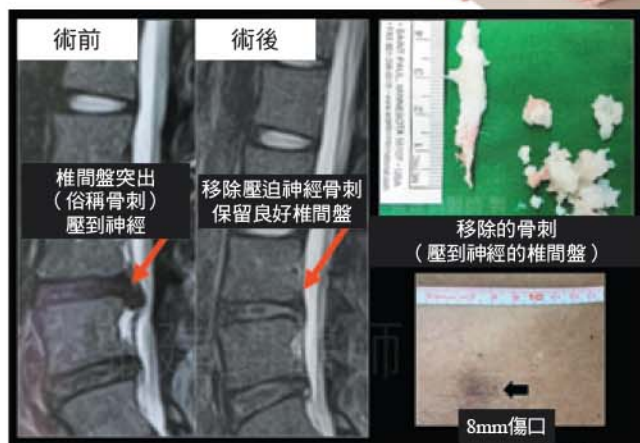 術前
術後
椎間盤突出
（俗稱骨刺）
壓到神經
移除壓迫神經骨刺
保留良好椎間盤
移除的骨刺
（壓到神經的椎間盤）
8mm傷口